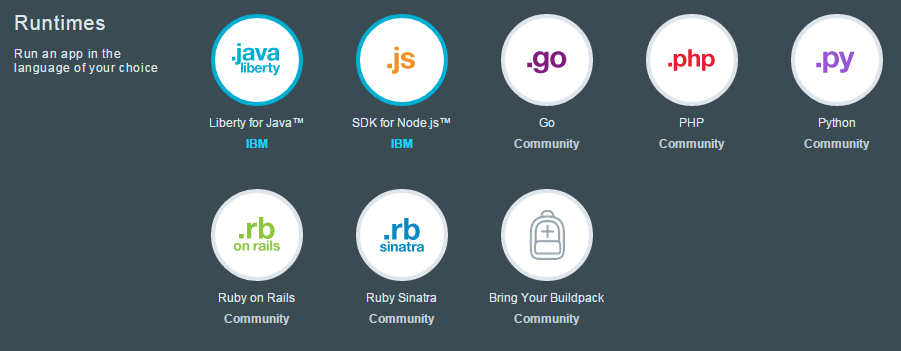 Runtimes
Run an app in the
language of your choice
.java
liberty
Liberty for Java™
IBM
.js
SDK for Node.js™
IBM
.go
Go
Community
.php
PHP
Community
.py
Python
Community
.rb
on rails
Ruby on Rails
Community
.rb
sinatra
Ruby Sinatra
Community
Bring Your Buildpack
Community